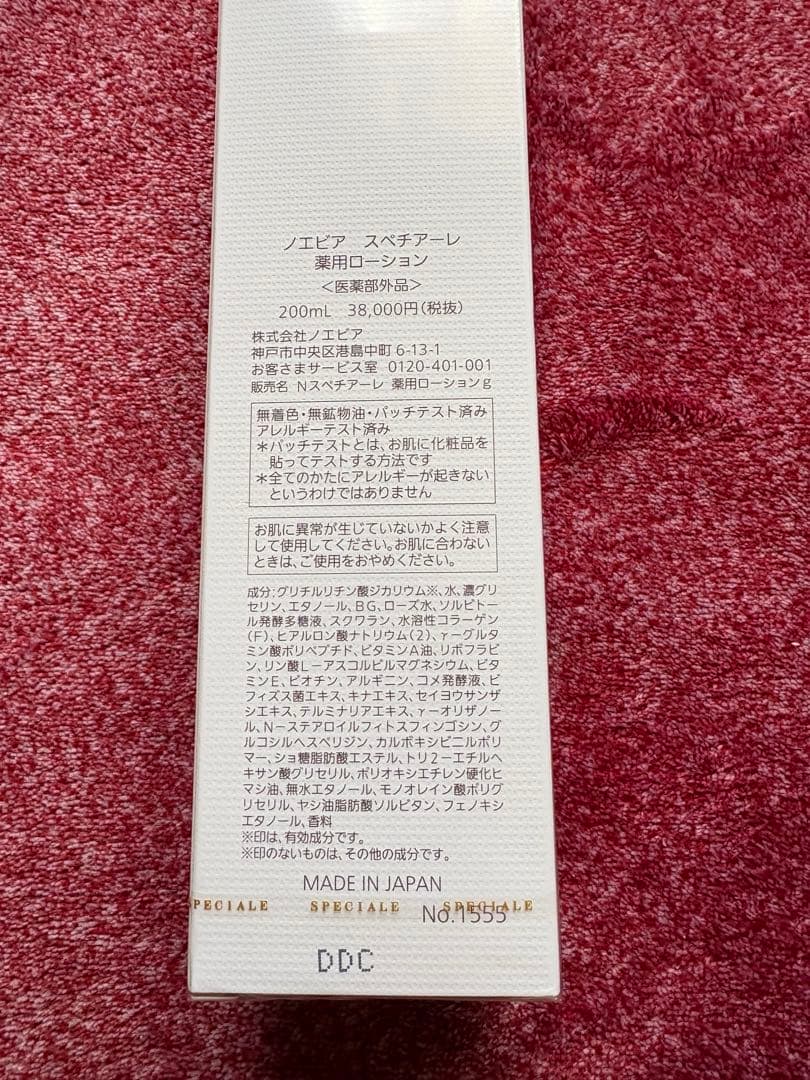 ノエビア　スペチアーレ
薬用ローション
＜医薬部外品＞
200mL　38,000円（税抜）
株式会社ノエビア
神戸市中央区港島中町 6-13-1
お客さまサービス室　0120-401-001
販売名　Nスペチアーレ　薬用ローションg
無着色・無鉱物油・パッチテスト済み
アレルギーテスト済み
＊パッチテストとは、お肌に化粧品を
貼ってテストする方法です
＊全てのかたにアレルギーが起きない
というわけではありません
お肌に異常が生じていないかよく注意
して使用してください。お肌に合わない
ときは、ご使用をおやめください。
成分：グリチルリチン酸ジカリウム※、水、濃グリ
セリン、エタノール、BG、ローズ水、ソルビトー
ル発酵多糖液、スクワラン、水溶性コラーゲン
（F）、ヒアルロン酸ナトリウム（2）、γーグルタ
ミン酸ポリペプチド、ビタミンA油、リボフラビ
ン、リン酸Lーアスコルビルマグネシウム、ビタ
ミンE、ビオチン、アルギニン、コメ発酵液、ビ
フィズス菌エキス、キナエキス、セイヨウサンザ
シエキス、テルミナリアエキス、γーオリザノー
ル、Nーステアロイルフィトスフィンゴシン、グ
ルコシルヘスペリジン、カルボキシビニルポリ
マー、ショ糖脂肪酸エステル、トリ2ーエチルヘ
キサン酸グリセリル、ポリオキシエチレン硬化ヒ
マシ油、無水エタノール、モノオレイン酸ポリグ
リセリル、ヤシ油脂肪酸ソルビタン、フェノキシ
エタノール、香料
※印は、有効成分です。
※印のないものは、その他の成分です。
MADE IN JAPAN
PECIALE SPECIALE SPECIALE
No.1555
DDC